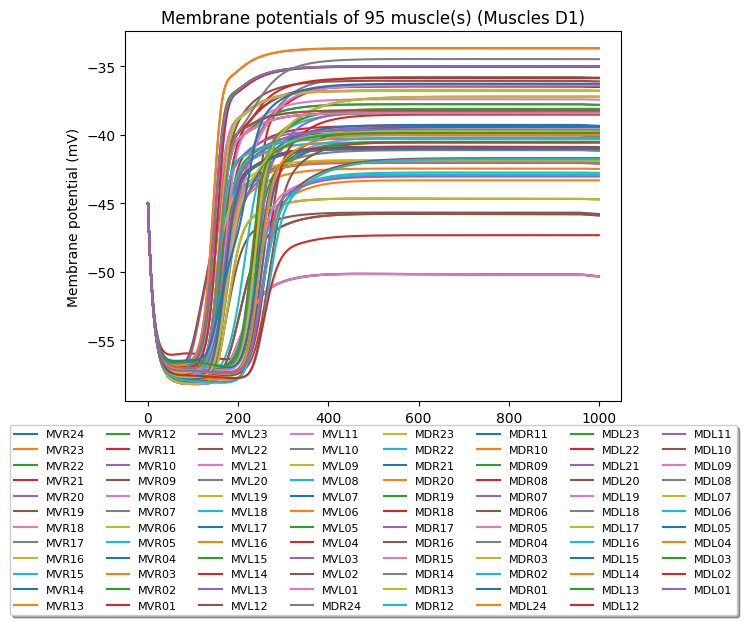 Membrane potentials of 95 muscle(s) (Muscles D1)
Membrane potential (mV)
−35
−40
−45
−50
−55
0 200 400 600 800 1000
MVR24 MVR12 MVL23 MVL11 MDR23 MDR11 MDL23 MDL11
MVR23 MVR11 MVL22 MVL10 MDR22 MDR10 MDL22 MDL10
MVR22 MVR10 MVL21 MVL09 MDR21 MDR09 MDL21 MDL09
MVR21 MVR09 MVL20 MVL08 MDR20 MDR08 MDL20 MDL08
MVR20 MVR08 MVL19 MVL07 MDR19 MDR07 MDL19 MDL07
MVR19 MVR07 MVL18 MVL06 MDR18 MDR06 MDL18 MDL06
MVR18 MVR06 MVL17 MVL05 MDR17 MDR05 MDL17 MDL05
MVR17 MVR05 MVL16 MVL04 MDR16 MDR04 MDL16 MDL04
MVR16 MVR04 MVL15 MVL03 MDR15 MDR03 MDL15 MDL03
MVR15 MVR03 MVL14 MVL02 MDR14 MDR02 MDL14 MDL02
MVR14 MVR02 MVL13 MVL01 MDR13 MDR01 MDL13 MDL01
MVR13 MVR01 MVL12 MDR24 MDR12 MDL24 MDL12